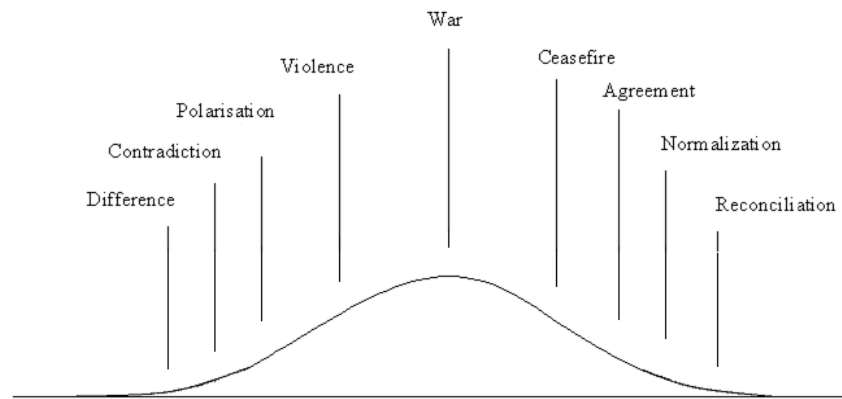 War
Violence
Ceasefire
Polarisation
Agreement
Contradiction
Normalization
Difference
Reconciliation